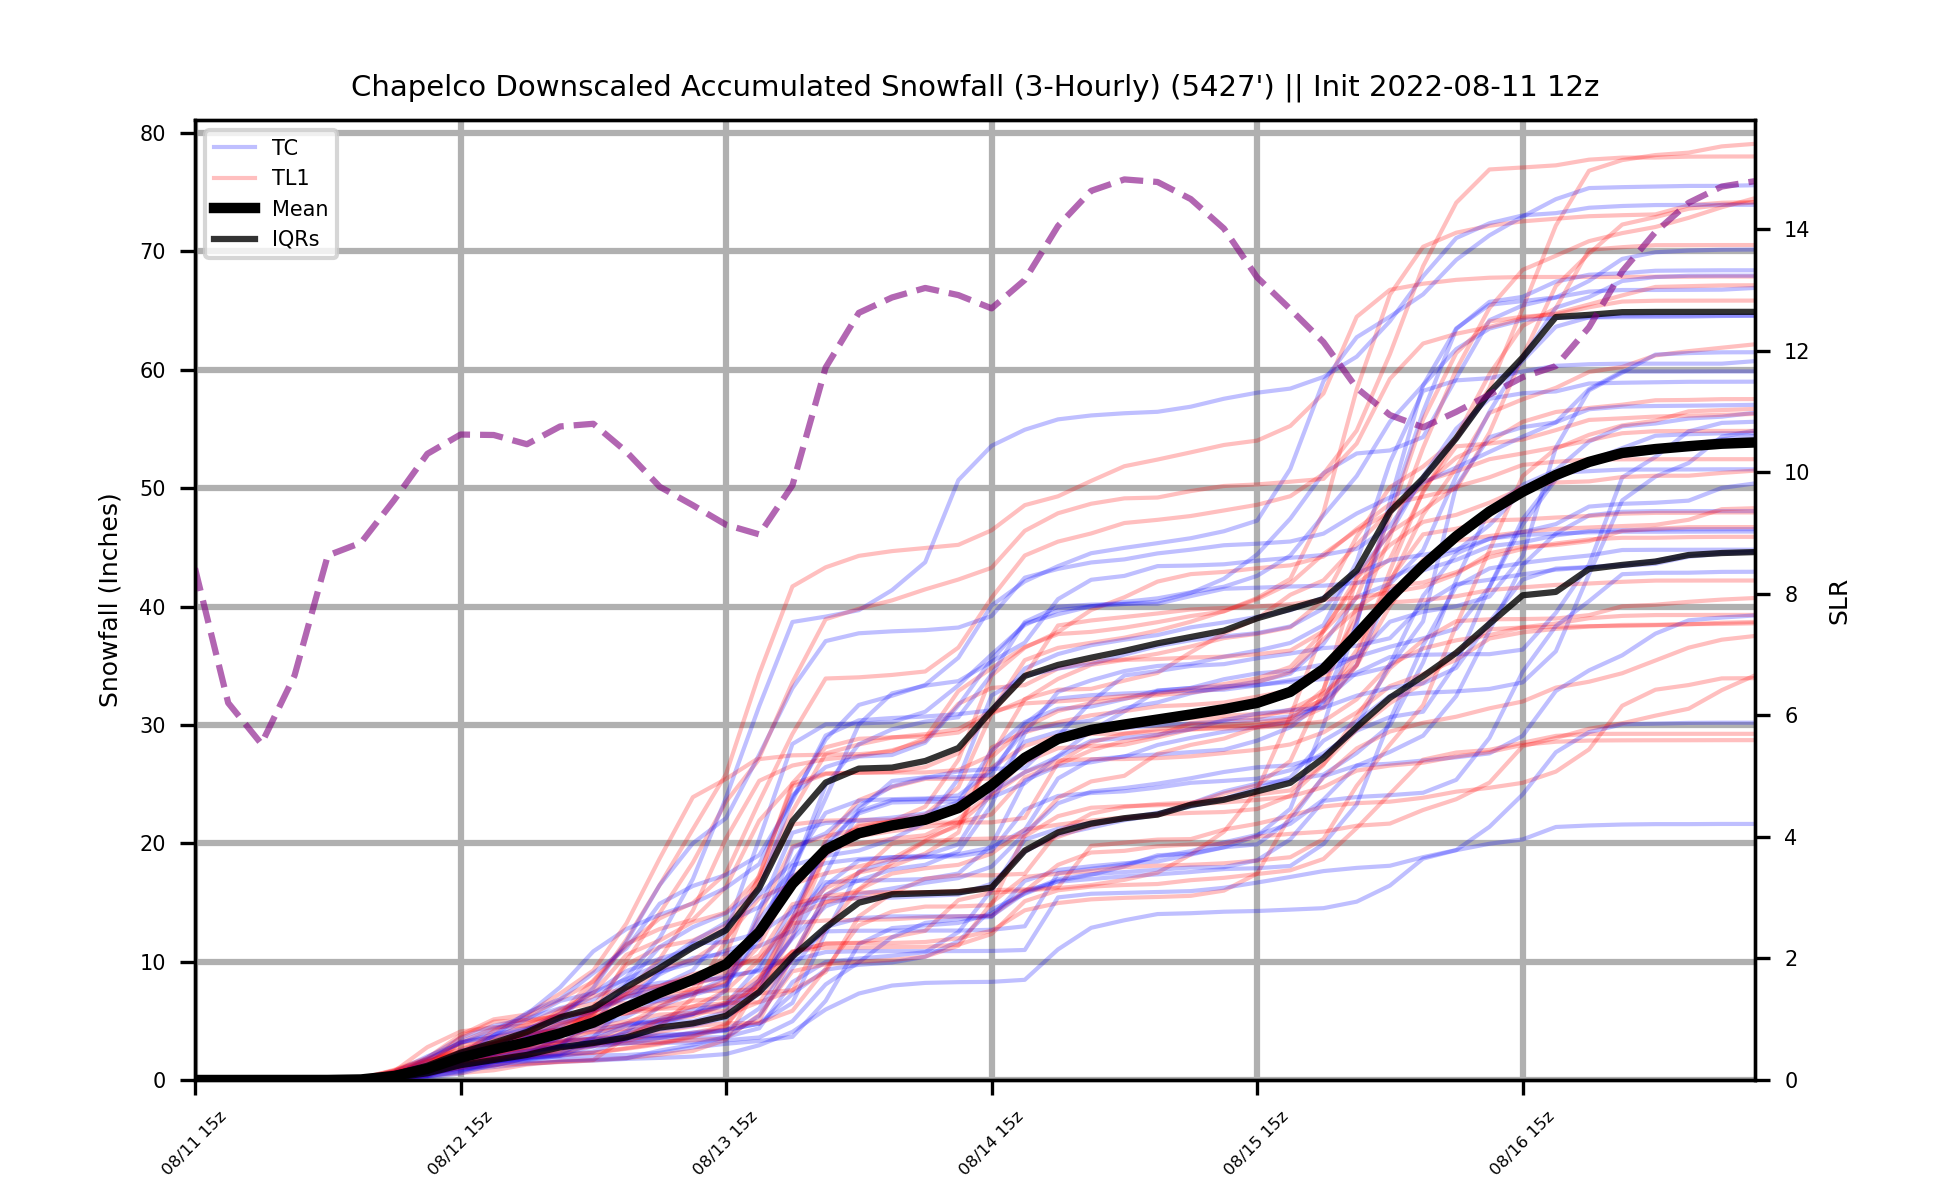 Chapelco Downscaled Accumulated Snowfall (3-Hourly) (5427') || Init 2022-08-11 12z
TC
TL1
Mean
IQRs
Snowfall (Inches)
80
70
60
50
40
30
20
10
0
14
12
10
8
6
4
2
0
SLR
08/11 15z
08/12 15z
08/13 15z
08/14 15z
08/15 15z
08/16 15z